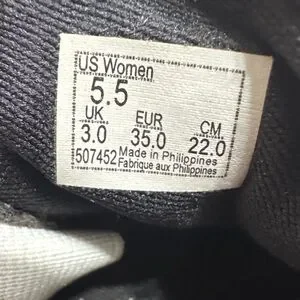 US Women
5.5
UK EUR CM
3.0 35.0 22.0
507452 Made in Philippines
Fabrique aux Philippines